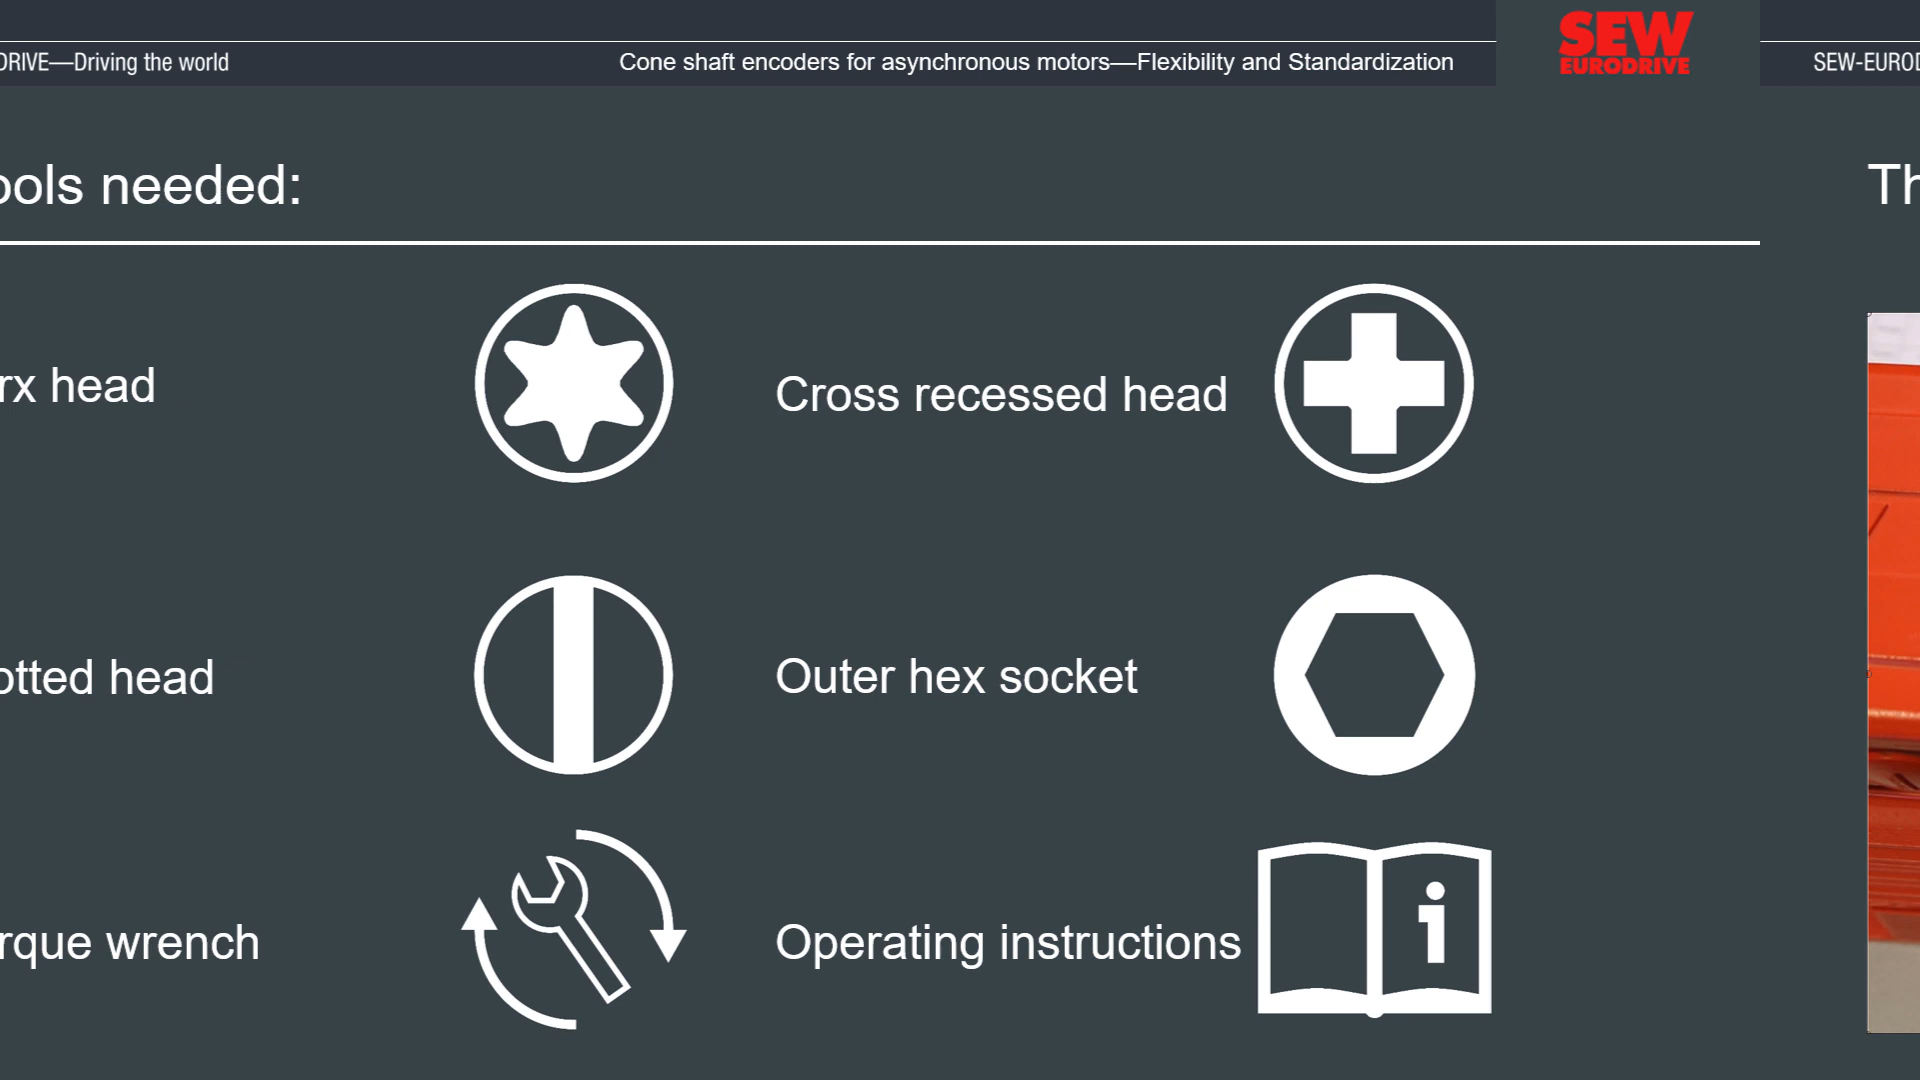 DRIVE—Driving the world
Cone shaft encoders for asynchronous motors—Flexibility and Standardization
SEW
EURODRIVE
SEW-EUROD
ools needed:
Th
rx head
Cross recessed head
otted head
Outer hex socket
rque wrench
Operating instructions
i